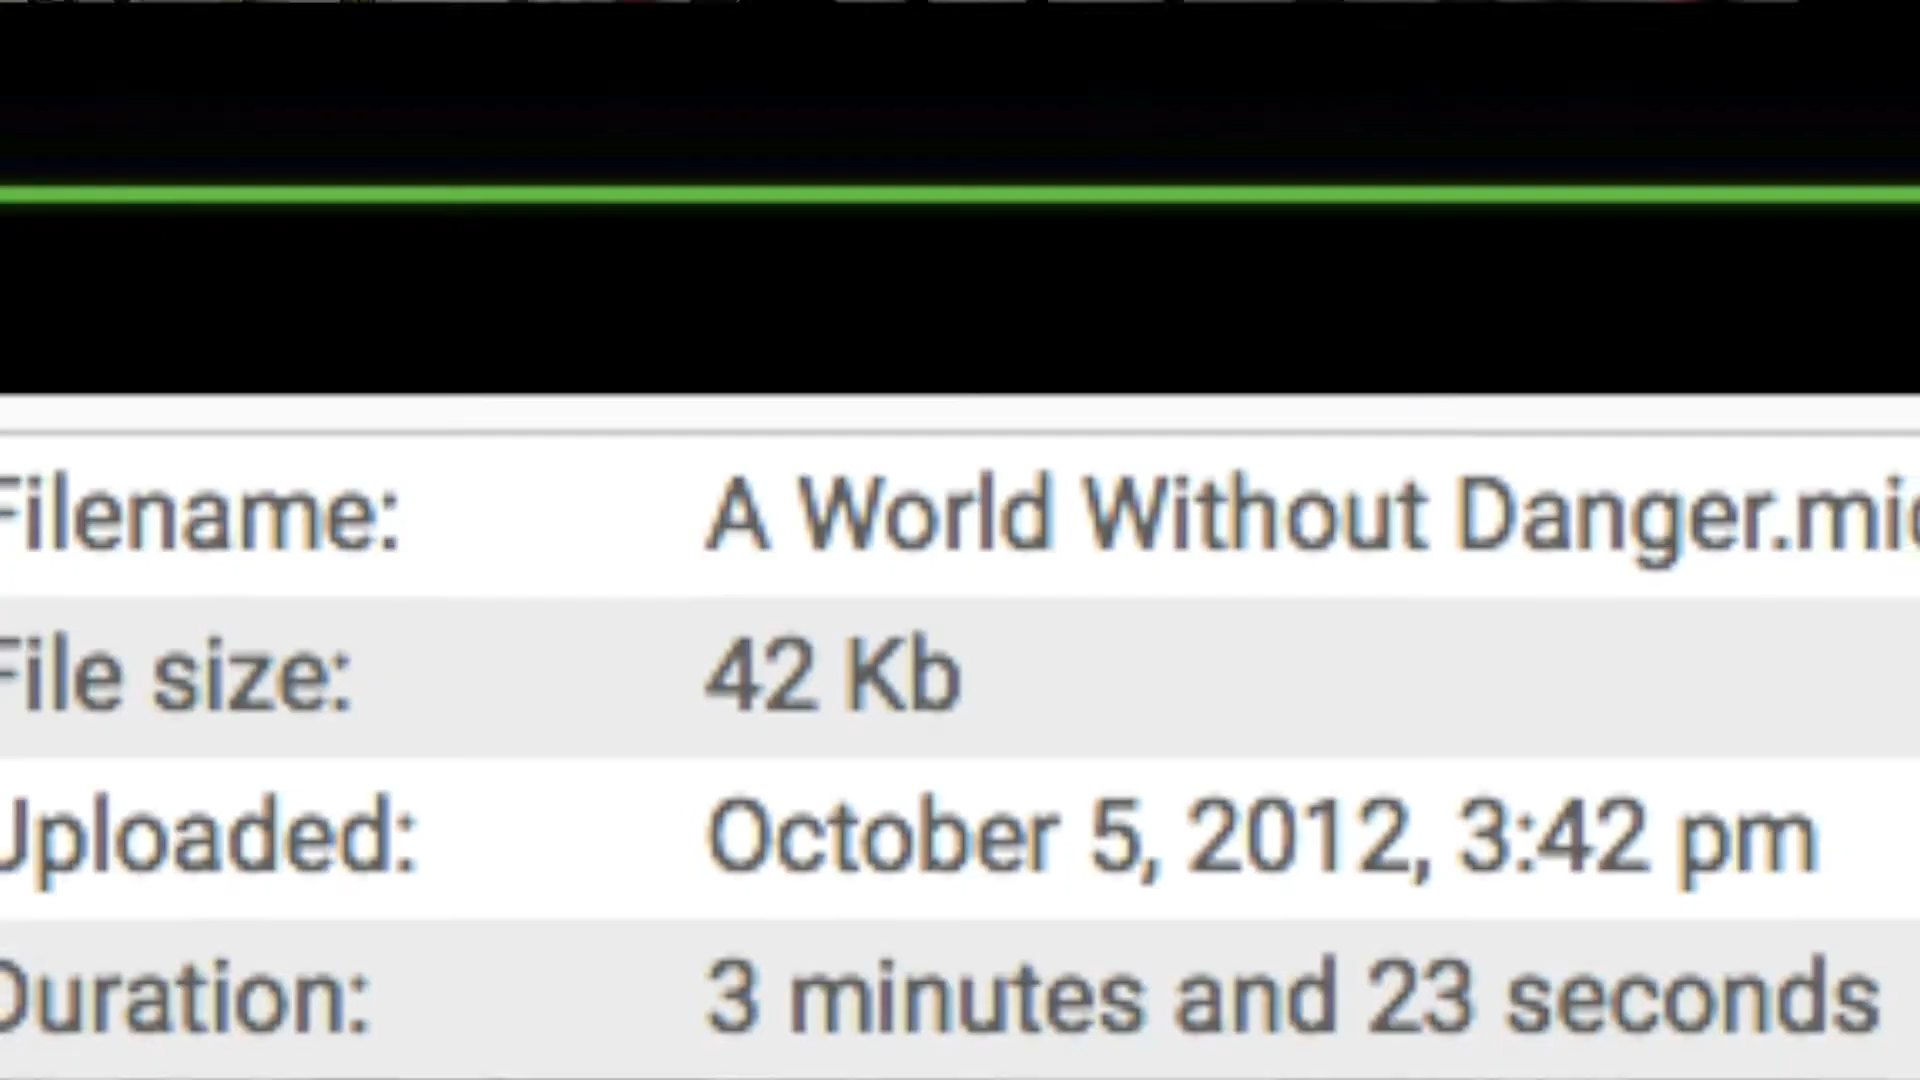 Filename: A World Without Danger.mid
File size: 42 Kb
Uploaded: October 5, 2012, 3:42 pm
Duration: 3 minutes and 23 seconds